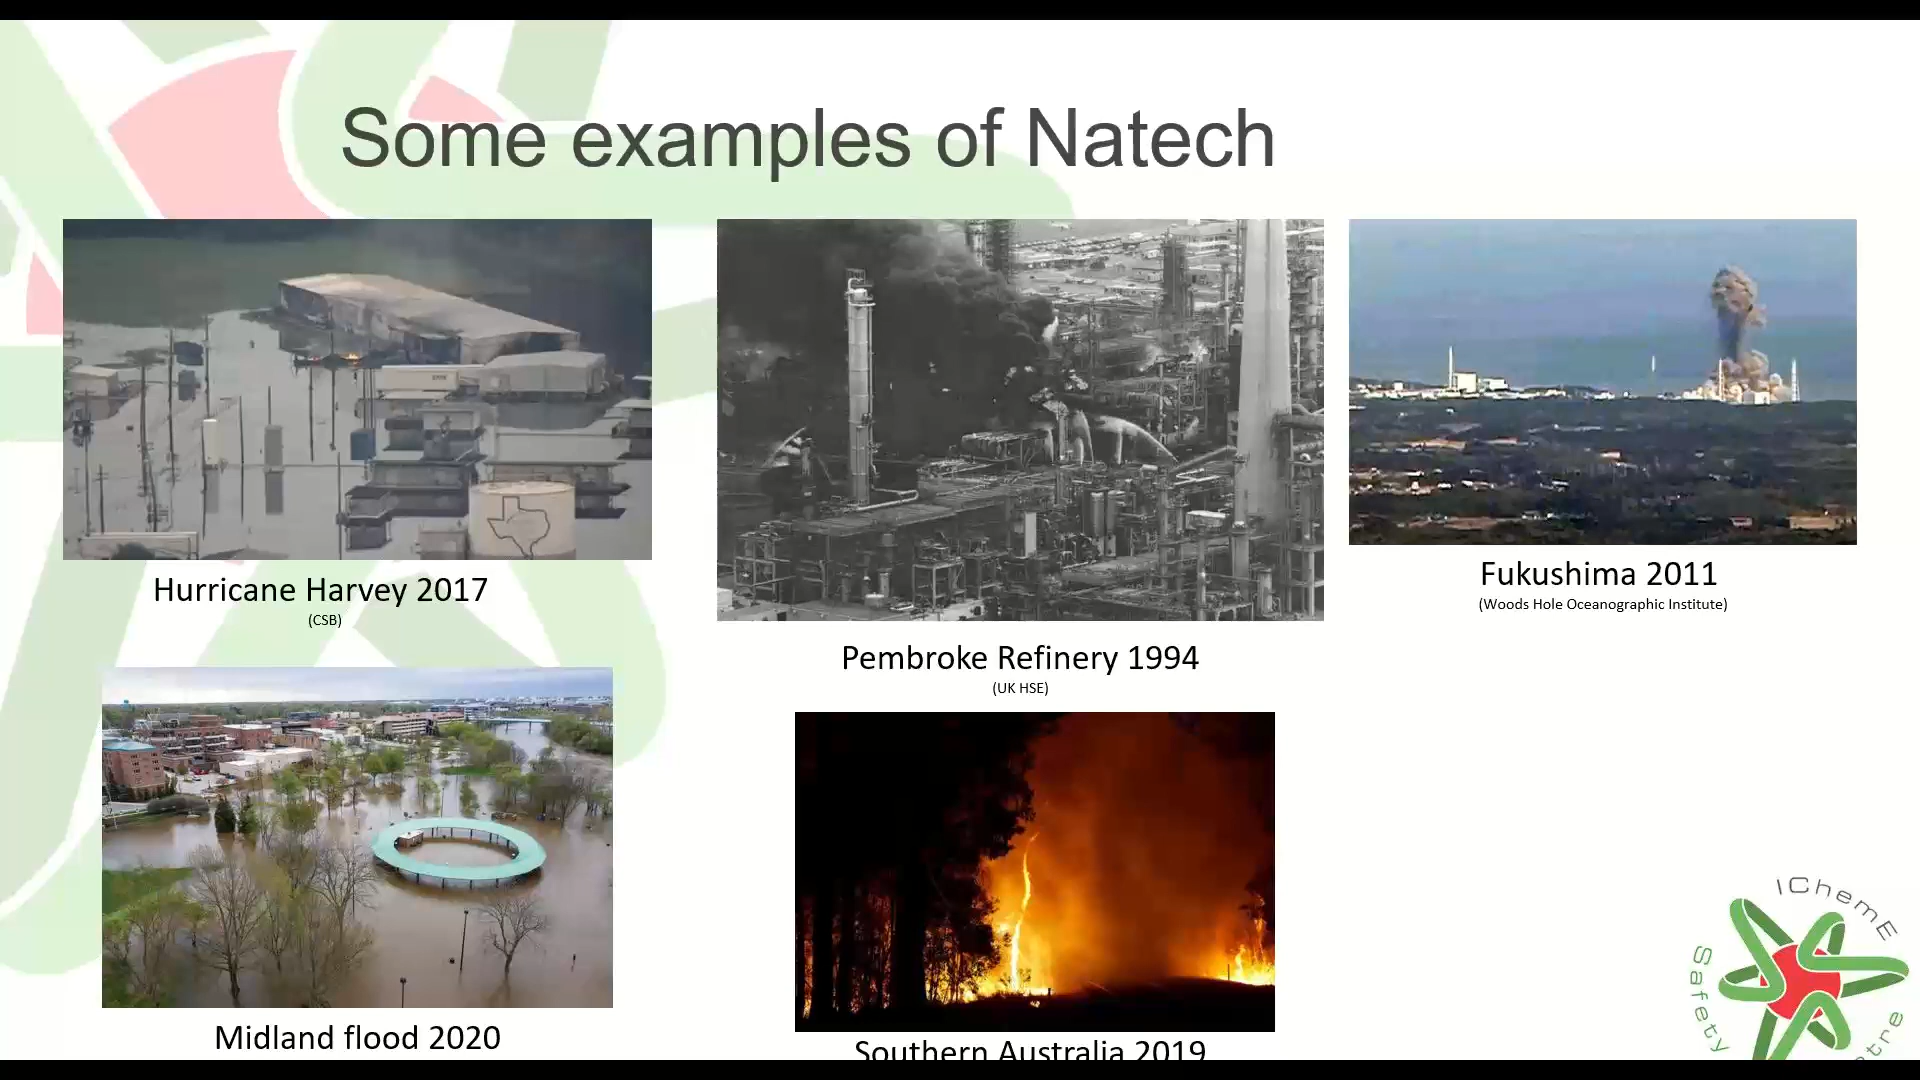 Some examples of Natech
Hurricane Harvey 2017
(CSB)
Pembroke Refinery 1994
(UK HSE)
Fukushima 2011
(Woods Hole Oceanographic Institute)
Midland flood 2020
Southern Australia 2019
IChemE
Safety